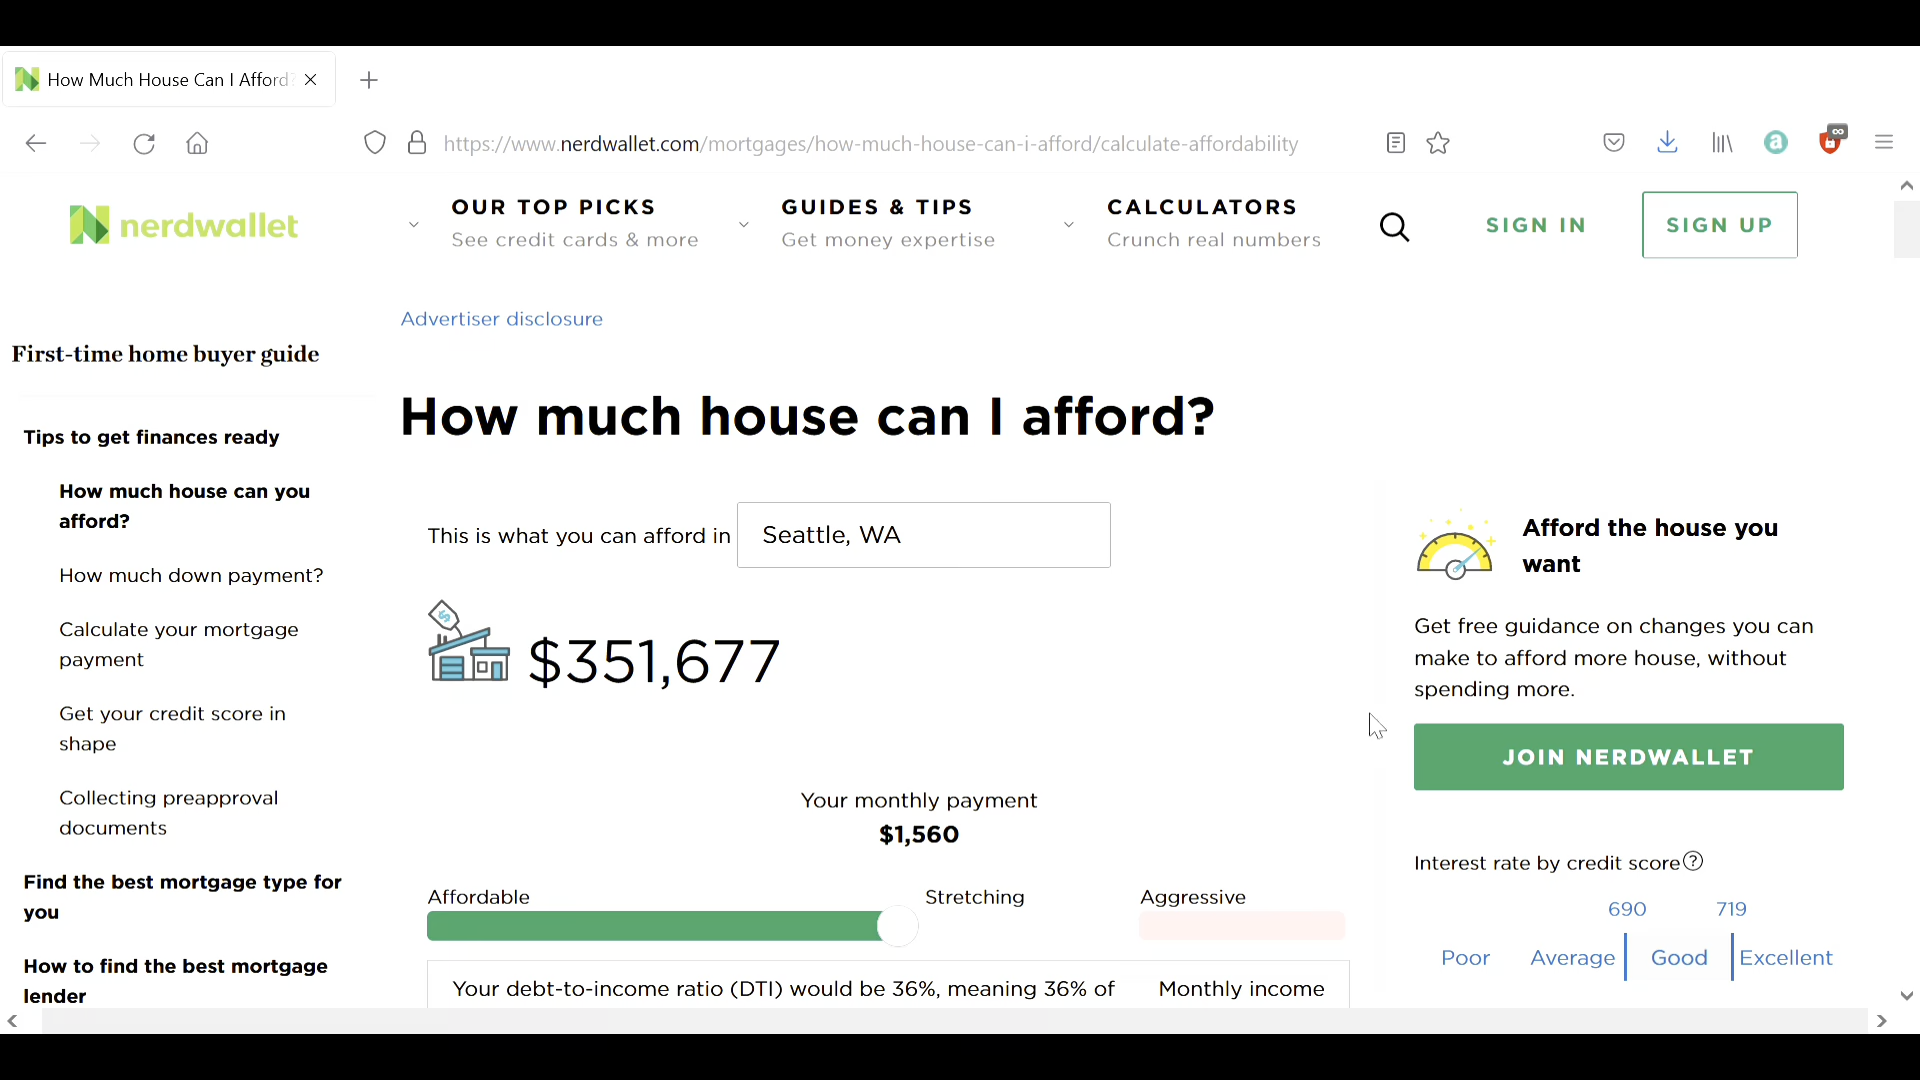 How Much House Can I Afford?
https://www.nerdwallet.com/mortgages/how-much-house-can-i-afford/calculate-affordability
nerdwallet
OUR TOP PICKS
See credit cards & more
GUIDES & TIPS
Get money expertise
CALCULATORS
Crunch real numbers
SIGN IN
SIGN UP
Advertiser disclosure
First-time home buyer guide
Tips to get finances ready
How much house can you
afford?
How much down payment?
Calculate your mortgage
payment
Get your credit score in
shape
Collecting preapproval
documents
Find the best mortgage type for
you
How to find the best mortgage
lender
How much house can I afford?
This is what you can afford in
Seattle, WA
$
$351,677
Your monthly payment
$1,560
Affordable
Stretching
Aggressive
Your debt-to-income ratio (DTI) would be 36%, meaning 36% of
Monthly income
Afford the house you
want
Get free guidance on changes you can
make to afford more house, without
spending more.
JOIN NERDWALLET
Interest rate by credit score ?
690 719
Poor Average Good Excellent